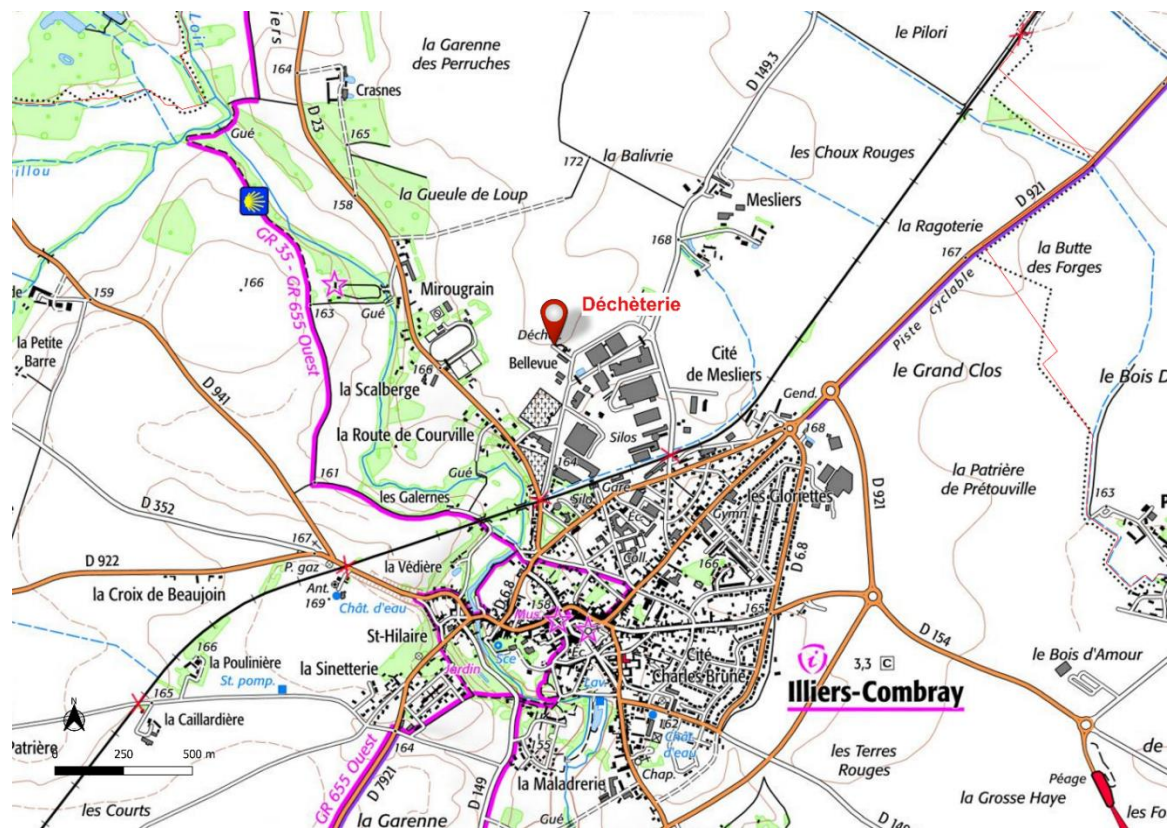 Loir
la Garenne
des Perruches
le Pilori
164
Crasnes
D 149.3
D 23
165
Gué
172
la Balivrie
les Choux Rouges
D 921
158
la Gueule de Loup
Mesliers
la Ragoterie
GR 35 - GR 655 Ouest
168
167
la Butte
des Forges
166
159
163
Gué
Mirougrain
Déchèterie
Piste cyclable
la Petite
Barre
Bellevue
Cité
de Mesliers
le Grand Clos
D 941
166
la Scalberge
Gend.
168
la Route de Courville
Silos
161
Gué
164
Gare
la Patrière
de Prétouville
D 921
les Galernes
Silo
Ec.
les Gloriettes
163
D 352
Gymn.
167
P. gaz
la Védière
Coll.
D 6.8
D 922
Ant.
169
166
la Croix de Beaujoin
Chât. d'eau
D 6.8
158
165
Mus.
St-Hilaire
D 154
166
Sce
Ec.
Cité
Charles Brune
i
3,3 C
le Bois d'Amour
la Poulinière
la Sinetterie
Jardin
St. pomp.
Illiers-Combray
165
Lav.
N
la Caillardière
162
Chât.
d'eau
0 250 500 m
164
155
les Terres
Rouges
GR 655 Ouest
D 7921
D 149
Chap.
la Maladrerie
Péage
les Courts
la Grosse Haye
la Garenne
Gué